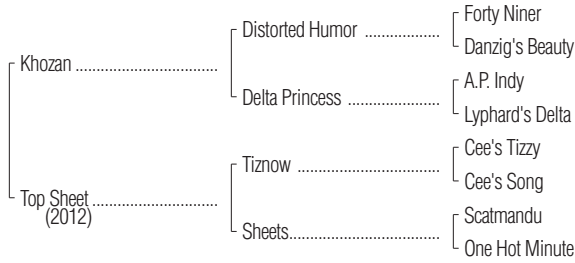 Forty Niner
Distorted Humor ..................
Danzig's Beauty
Khozan ...................................
A.P. Indy
Delta Princess ......................
Lyphard's Delta
Cee's Tizzy
Tiznow ..................................
Cee's Song
Top Sheet ...............................
(2012)
Scatmandu
Sheets.....................................
One Hot Minute